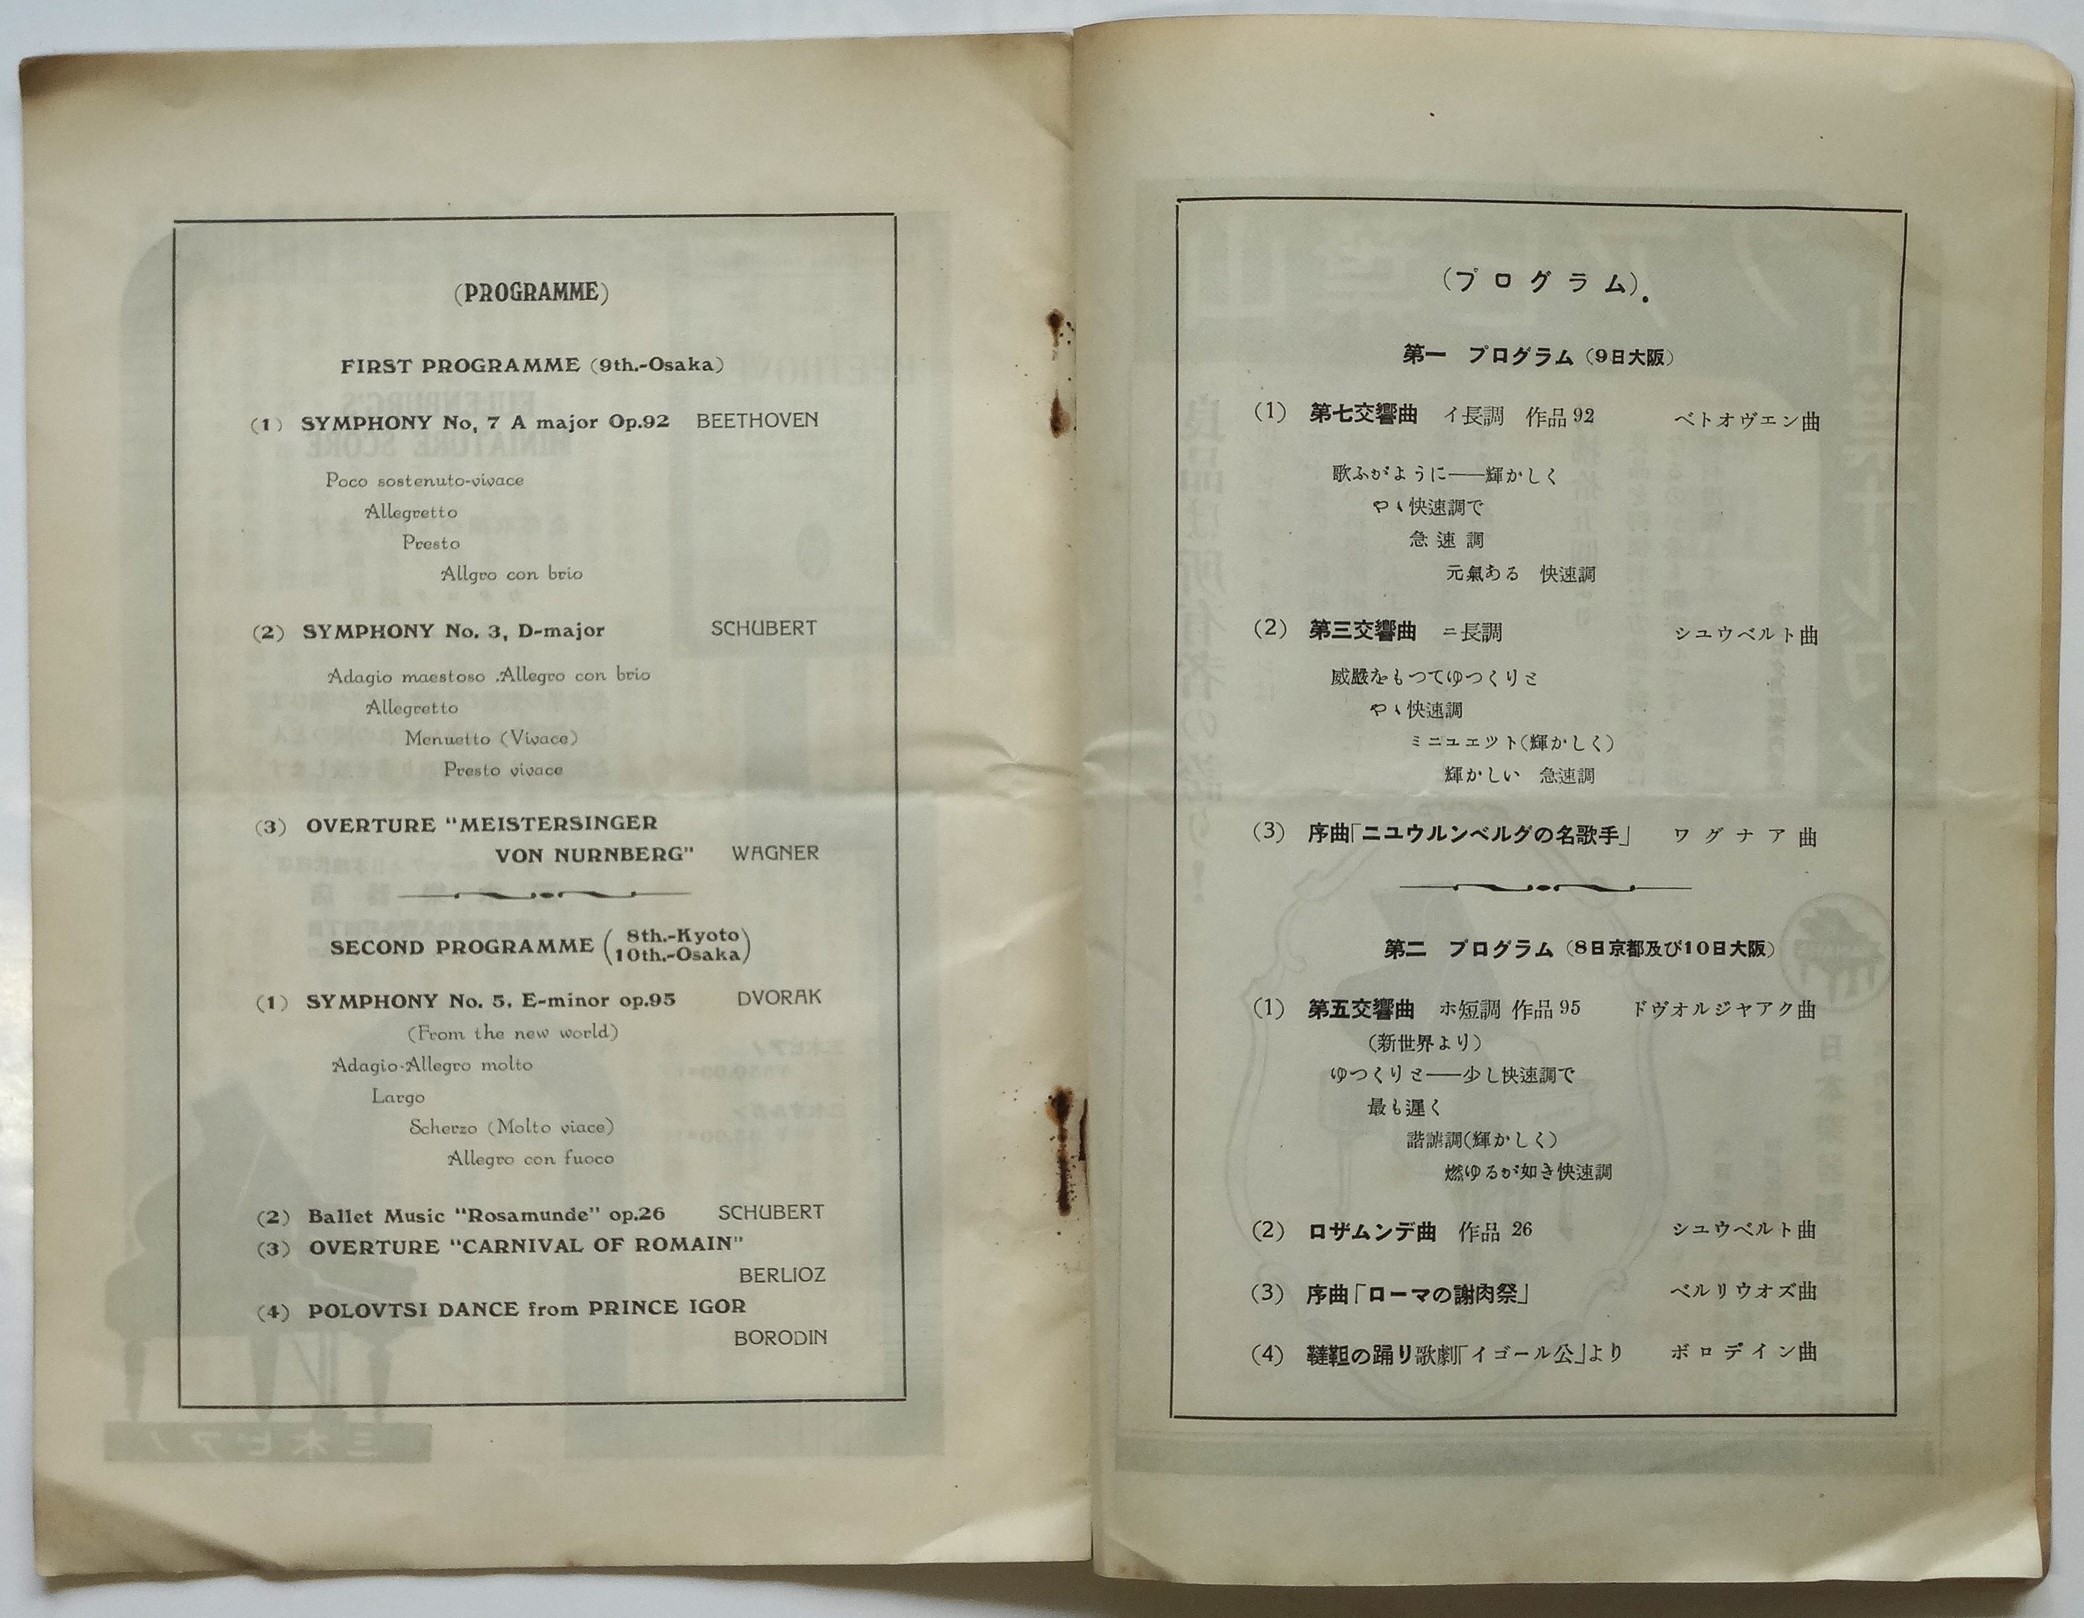 (PROGRAMME)
FIRST PROGRAMME (9th.-Osaka)
(1) SYMPHONY No, 7 A major Op.92 BEETHOVEN
Poco sostenuto-vivace
Allegretto
Presto
Allgro con brio
(2) SYMPHONY No. 3, D-major SCHUBERT
Adagio maestoso .Allegro con brio
Allegretto
Menuetto (Vivace)
Presto vivace
(3) OVERTURE "MEISTERSINGER
VON NURNBERG" WAGNER
SECOND PROGRAMME (8th.-Kyoto
10th.-Osaka)
(1) SYMPHONY No. 5. E-minor op.95 DVORAK
(From the new world)
Adagio-Allegro molto
Largo
Scherzo (Molto viace)
Allegro con fuoco
(2) Ballet Music "Rosamunde" op.26 SCHUBERT
(3) OVERTURE "CARNIVAL OF ROMAIN"
BERLIOZ
(4) POLOVTSI DANCE from PRINCE IGOR
BORODIN
(プログラム)
第一 プログラム (9日大阪)
(1) 第七交響曲 イ長調 作品92 ベトオヴエン曲
歌ふがように――輝かしく
やゝ快速調で
急速調
元氣ある 快速調
(2) 第三交響曲 ニ長調 シユウベルト曲
威嚴をもつてゆつくりと
やゝ快速調
ミニユエツト(輝かしく)
輝かしい 急速調
(3) 序曲「ニユウルンベルグの名歌手」 ワグナア曲
第二 プログラム (8日京都及び10日大阪)
(1) 第五交響曲 ホ短調 作品95 ドヴオルジヤアク曲
(新世界より)
ゆつくりと――少し快速調で
最も遲く
諧謔調(輝かしく)
燃ゆるが如き快速調
(2) ロザムンデ曲 作品26 シユウベルト曲
(3) 序曲「ローマの謝肉祭」 ベルリウオズ曲
(4) 韃靼の踊り歌劇「イゴール公」より ボロデイン曲
三木ピアノ